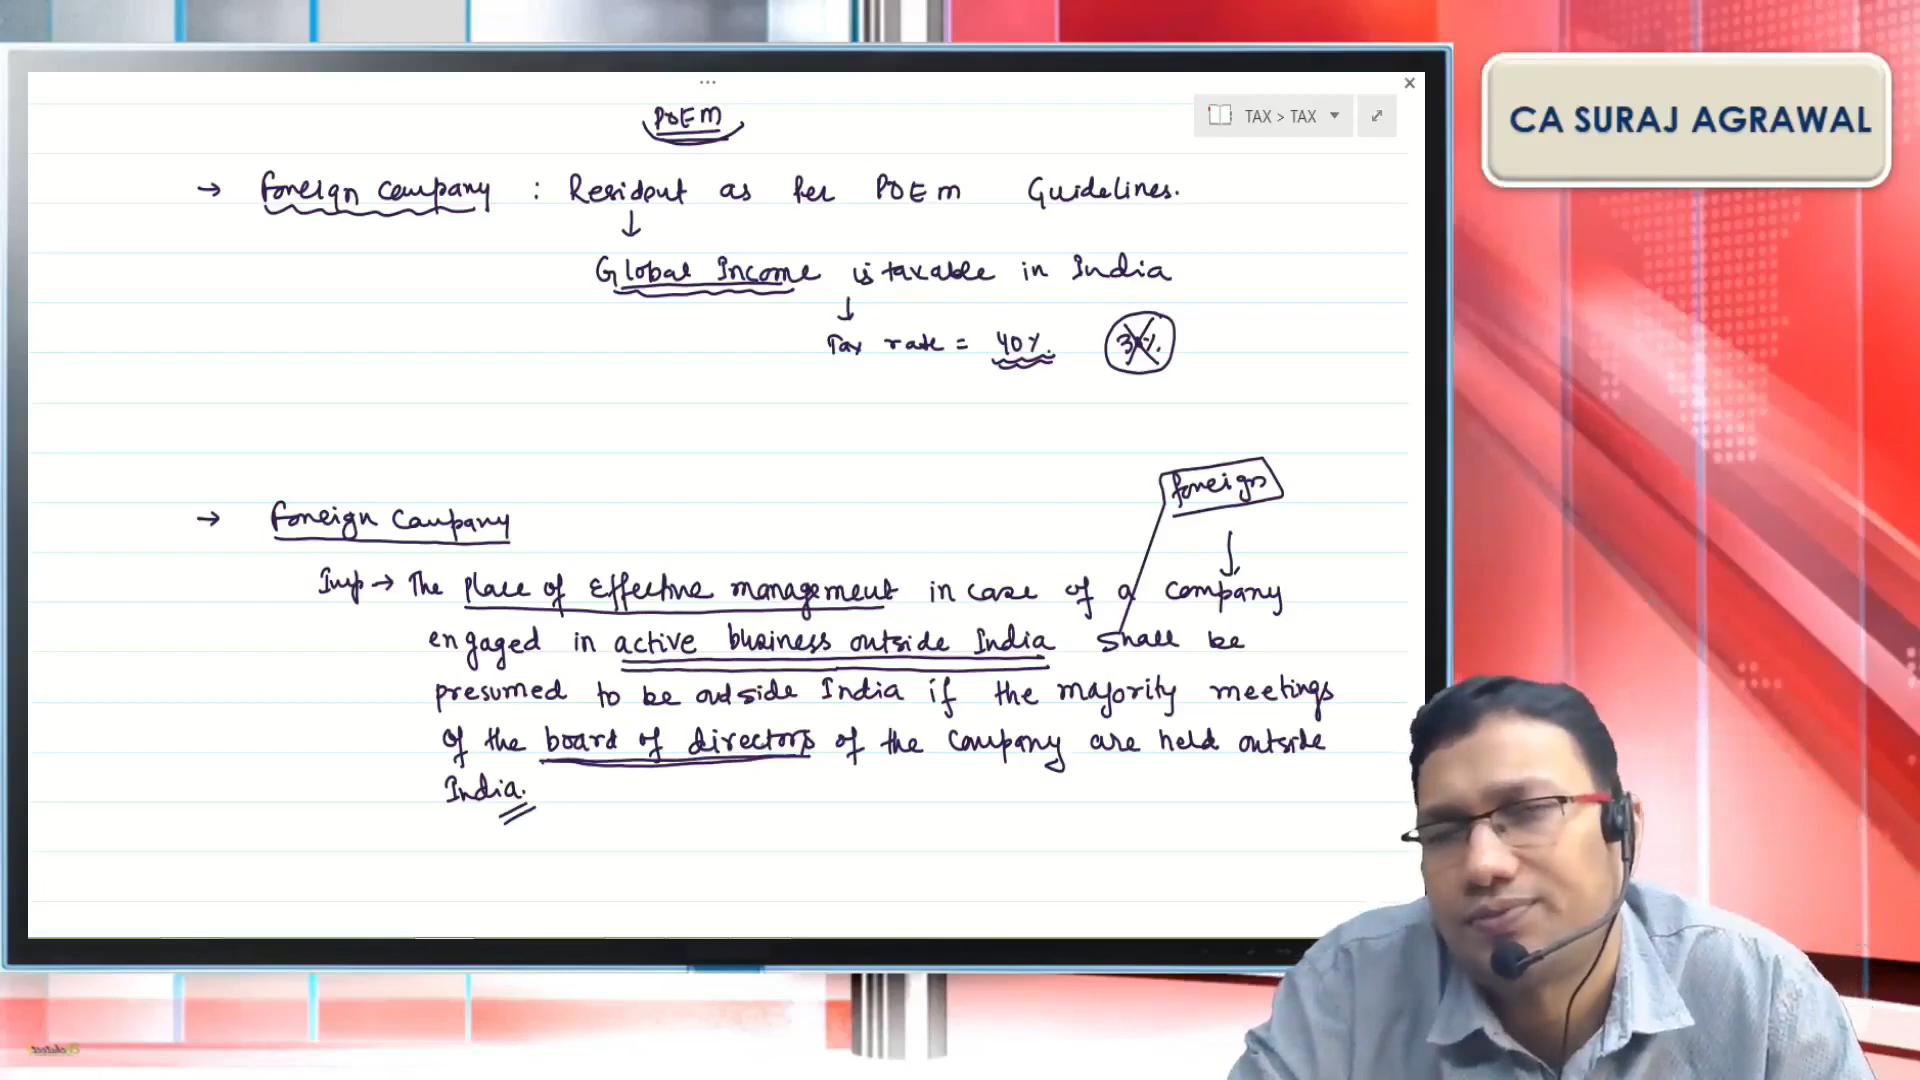 CA SURAJ AGRAWAL
TAX > TAX
POEM
→ Foreign Company : Resident as per POEM Guidelines.
Global Income is taxable in India
Tax rate = 40%. 30%.
→ Foreign Company
foreign
Imp → The place of Effective management in case of a company
engaged in active business outside India shall be
presumed to be outside India if the majority meetings
of the board of directors of the company are held outside
India.